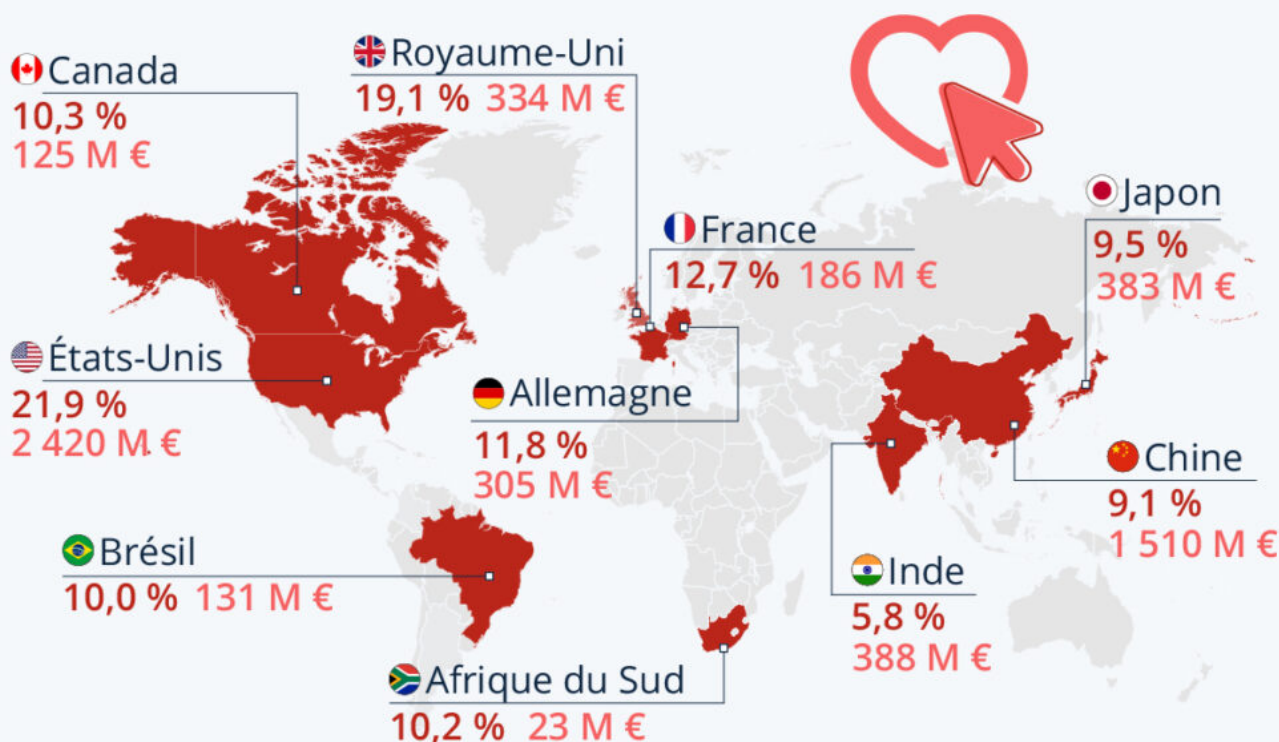 Canada
10,3 %
125 M €
Royaume-Uni
19,1 % 334 M €
Japon
9,5 %
383 M €
France
12,7 % 186 M €
États-Unis
21,9 %
2 420 M €
Allemagne
11,8 %
305 M €
Chine
9,1 %
1 510 M €
Brésil
10,0 % 131 M €
Inde
5,8 %
388 M €
Afrique du Sud
10,2 % 23 M €